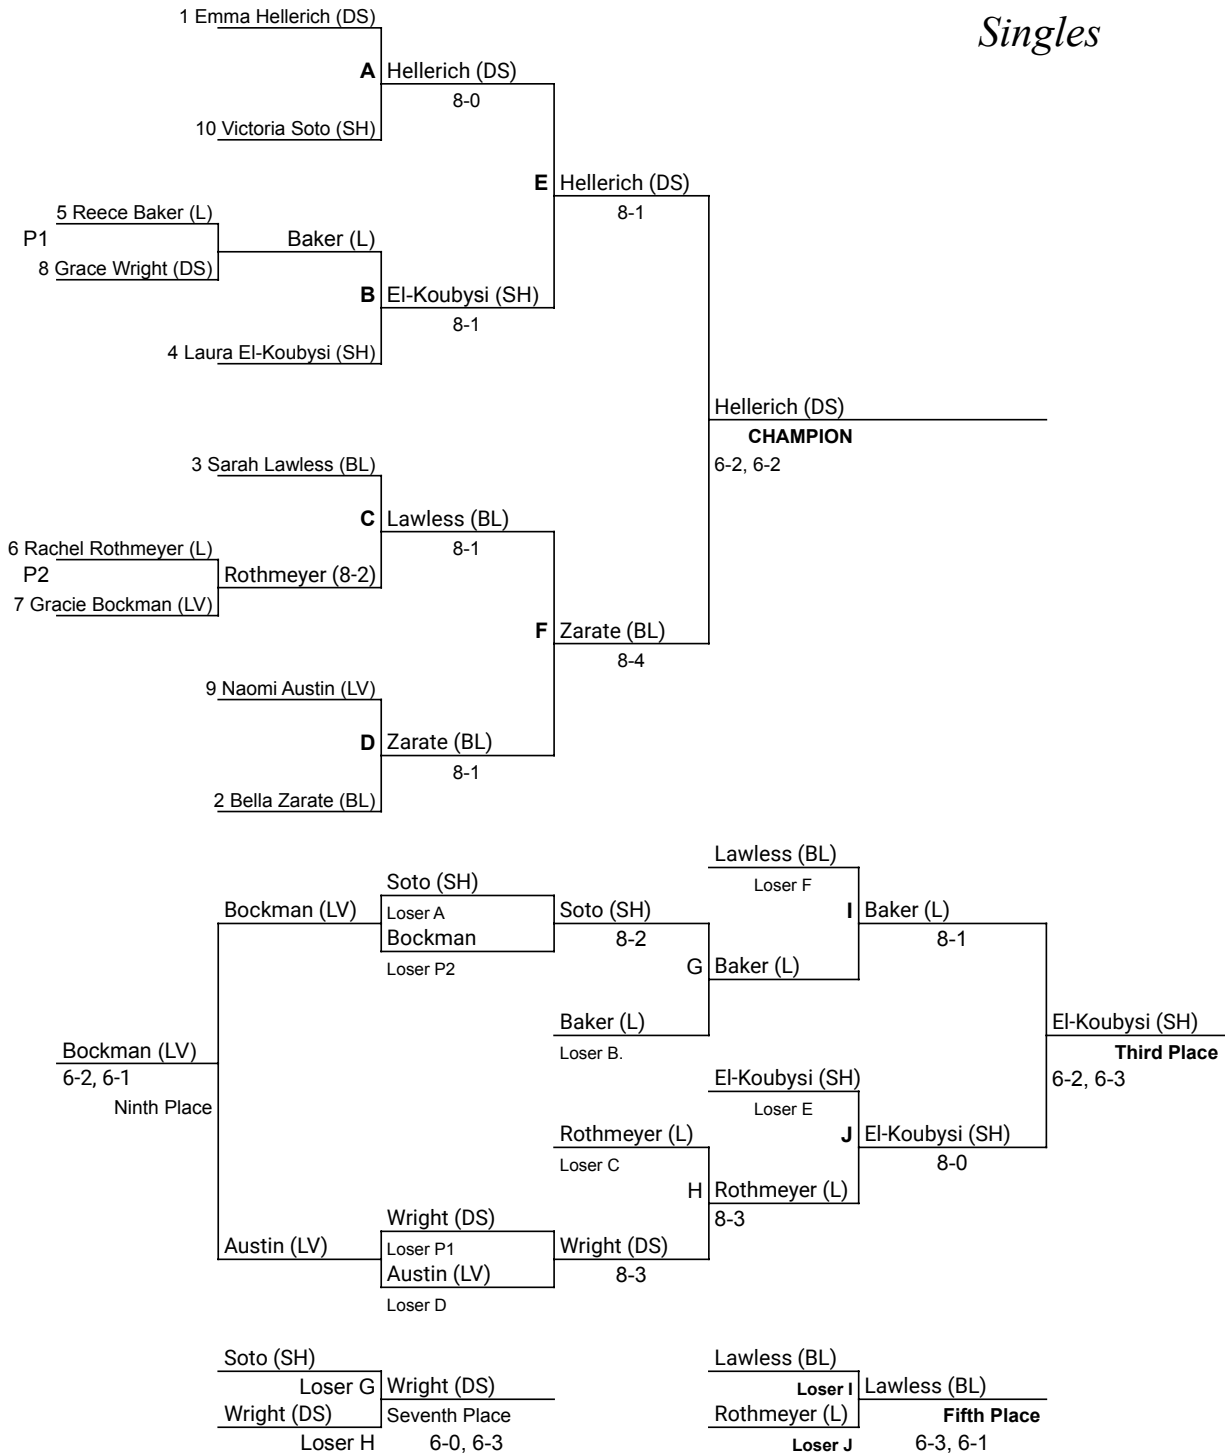 Singles
1 Emma Hellerich (DS)
A Hellerich (DS)
8-0
10 Victoria Soto (SH)
E Hellerich (DS)
8-1
5 Reece Baker (L)
P1
Baker (L)
8 Grace Wright (DS)
B El-Koubysi (SH)
8-1
4 Laura El-Koubysi (SH)
Hellerich (DS)
CHAMPION
6-2, 6-2
3 Sarah Lawless (BL)
C Lawless (BL)
8-1
6 Rachel Rothmeyer (L)
P2
Rothmeyer (8-2)
7 Gracie Bockman (LV)
F Zarate (BL)
8-4
9 Naomi Austin (LV)
D Zarate (BL)
8-1
2 Bella Zarate (BL)
Lawless (BL)
Loser F
Soto (SH)
Bockman (LV)
Loser A
Soto (SH)
I Baker (L)
Bockman
8-2
8-1
Loser P2
G Baker (L)
Baker (L)
Loser B.
El-Koubysi (SH)
Third Place
6-2, 6-3
Bockman (LV)
6-2, 6-1
Ninth Place
El-Koubysi (SH)
Loser E
Rothmeyer (L)
Loser C
J El-Koubysi (SH)
8-0
H Rothmeyer (L)
8-3
Wright (DS)
Austin (LV)
Loser P1
Wright (DS)
Austin (LV)
8-3
Loser D
Soto (SH)
Loser G
Wright (DS)
Wright (DS)
Seventh Place
Loser H
6-0, 6-3
Lawless (BL)
Loser I
Lawless (BL)
Rothmeyer (L)
Fifth Place
Loser J
6-3, 6-1